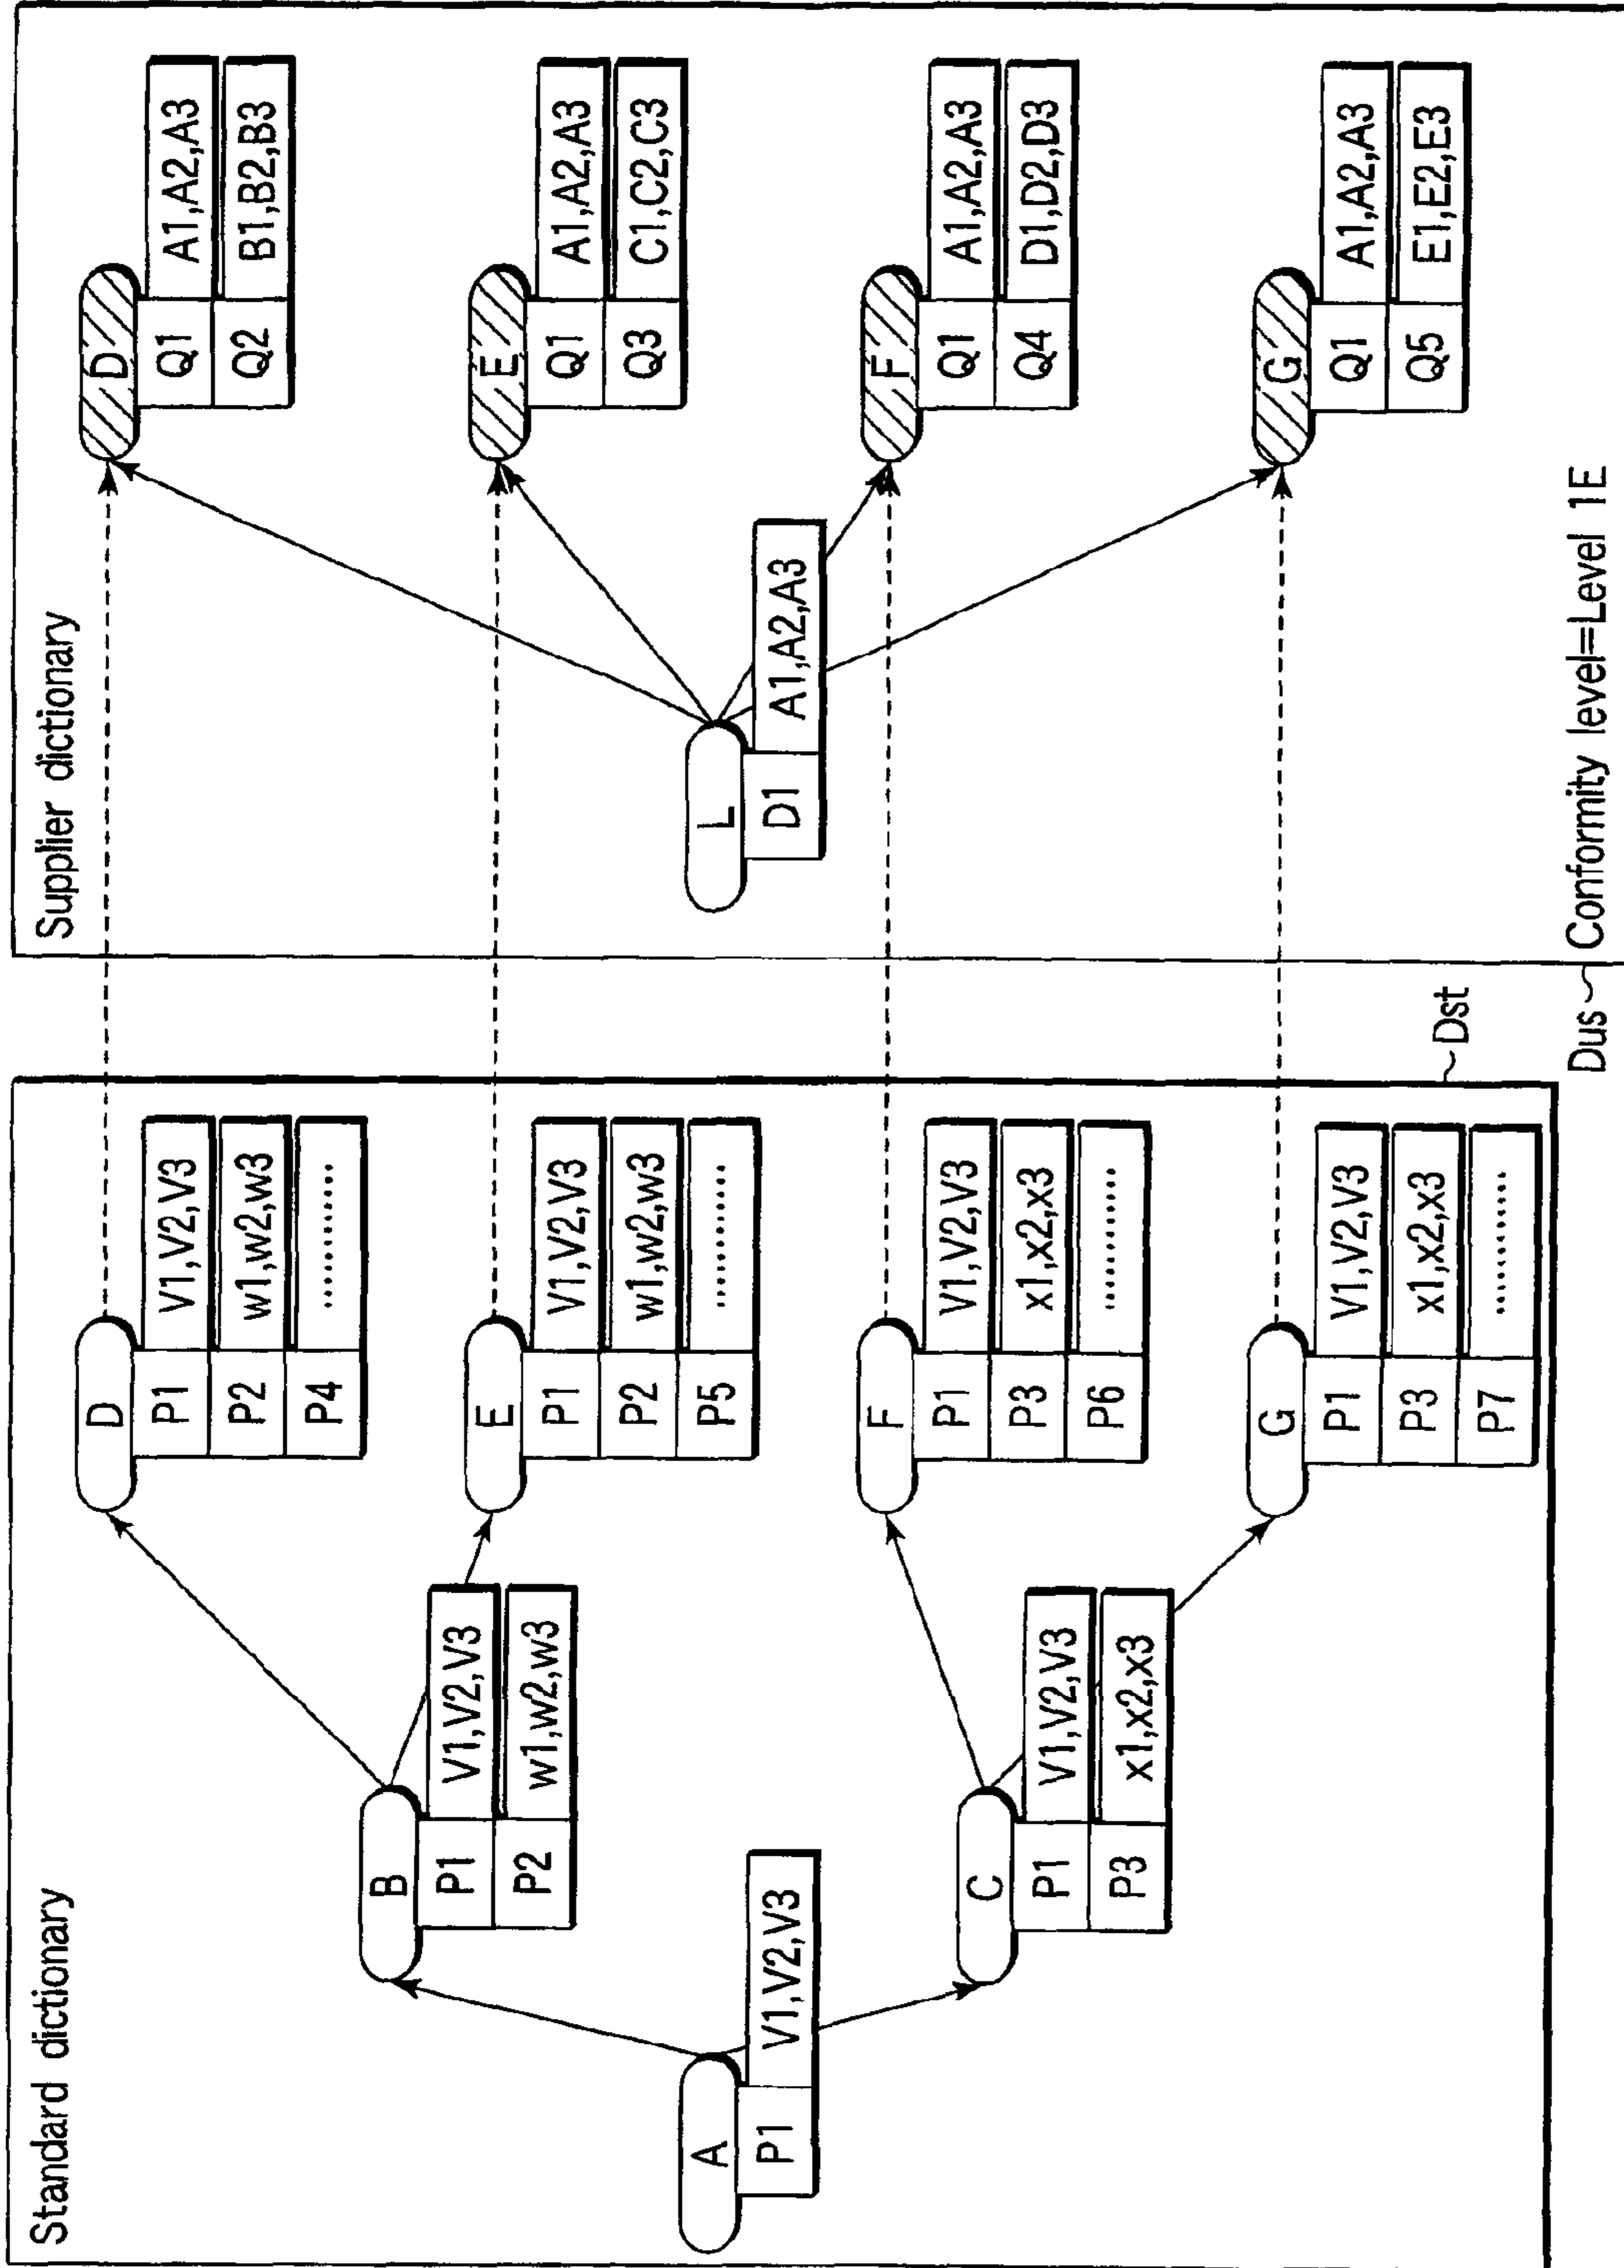 Standard dictionary
A
P1 V1,V2,V3
B
P1 V1,V2,V3
P2 w1,w2,w3
C
P1 V1,V2,V3
P3 x1,x2,x3
D
P1 V1,V2,V3
P2 w1,w2,w3
P4 ..........
E
P1 V1,V2,V3
P2 w1,w2,w3
P5 ..........
F
P1 V1,V2,V3
P3 x1,x2,x3
P6 ..........
G
P1 V1,V2,V3
P3 x1,x2,x3
P7 ..........
Dst
Supplier dictionary
L
D1 A1,A2,A3
D
Q1 A1,A2,A3
Q2 B1,B2,B3
E
Q1 A1,A2,A3
Q3 C1,C2,C3
F
Q1 A1,A2,A3
Q4 D1,D2,D3
G
Q1 A1,A2,A3
Q5 E1,E2,E3
Dus
Conformity level=Level 1E